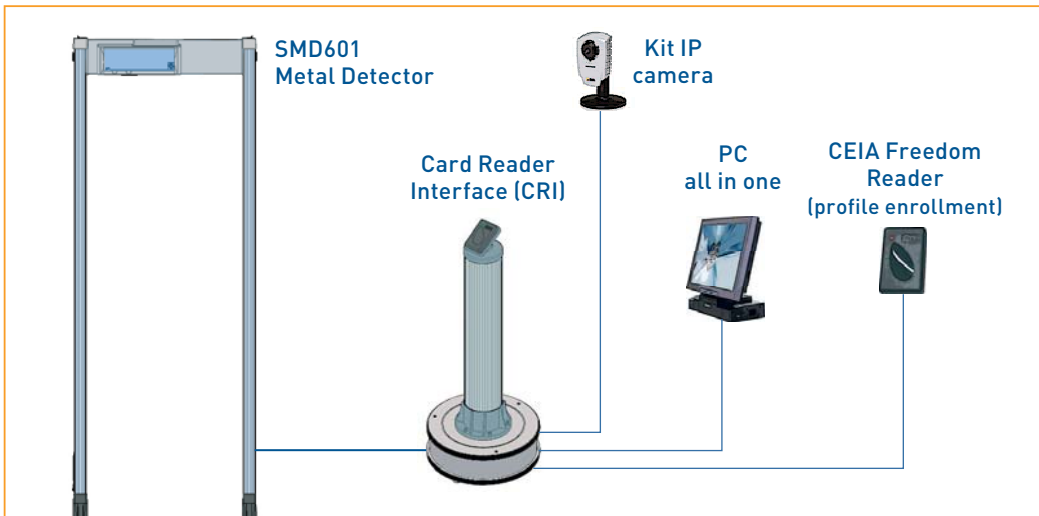 SMD601
Metal Detector
Kit IP
camera
Card Reader
Interface (CRI)
PC
all in one
CEIA Freedom
Reader
(profile enrollment)